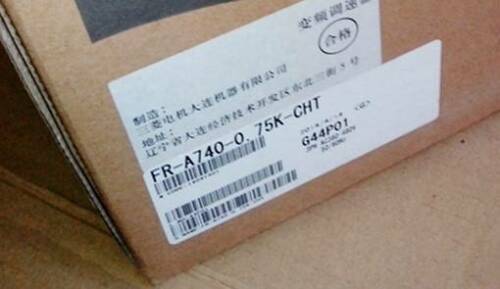 变频调速器
合格
制造:
三菱电机大连机器有限公司
地址:
辽宁省大连经济技术开发区东北三街5号
FR-A740-0.75K-CHT
G44P01